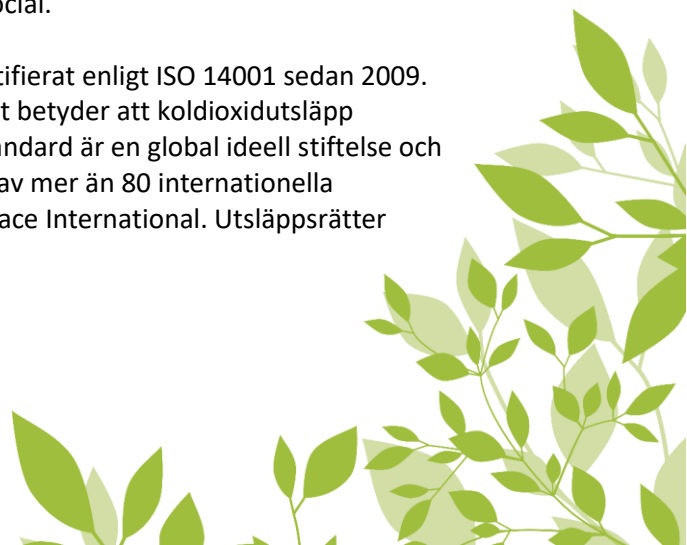 ocial.
tifierat enligt ISO 14001 sedan 2009.
t betyder att koldioxidutsläpp
andard är en global ideell stiftelse och
av mer än 80 internationella
ace International. Utsläppsrätter